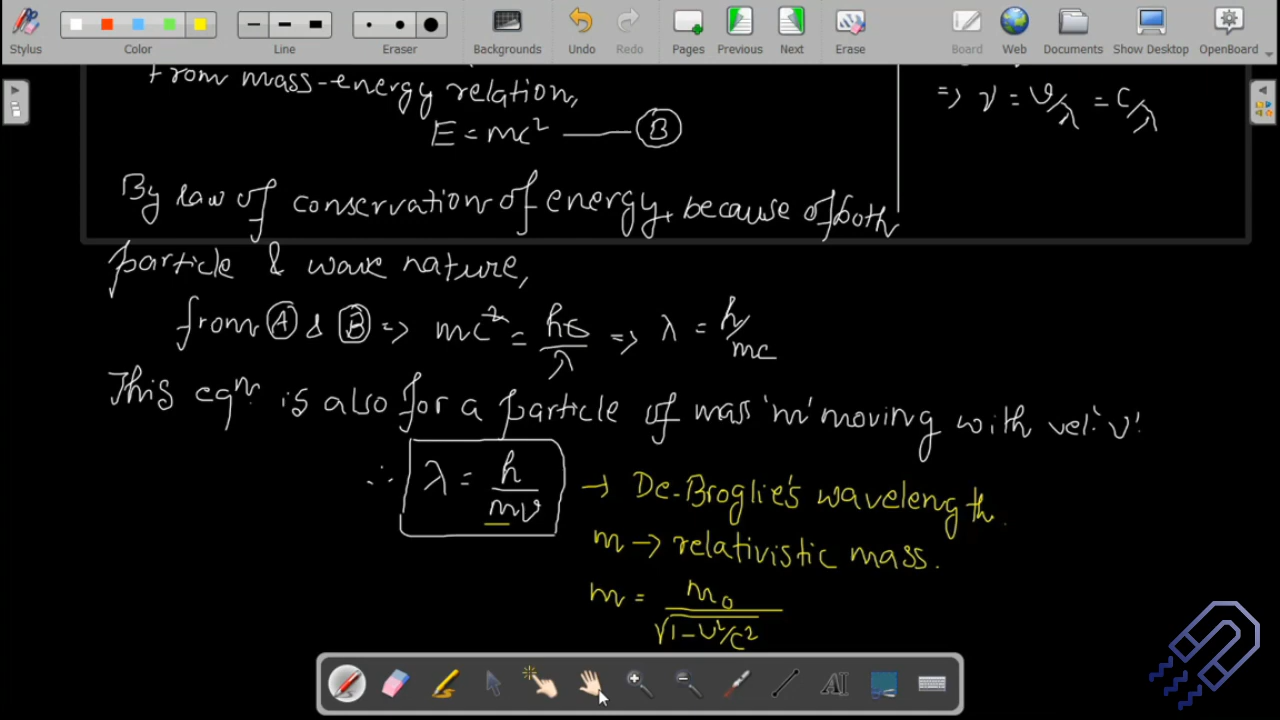 Stylus Color Line Eraser Backgrounds Undo Redo Pages Previous Next Erase Board Web Documents Show Desktop OpenBoard
From mass-energy relation,
E = mc² —— Ⓑ
=> ν = v/λ = c/λ
By law of conservation of energy, because of both
particle & wave nature,
from Ⓐ & Ⓑ => mc² = hc/λ => λ = h/mc
This eqn. is also for a particle of mass 'm' moving with vel. 'v'.
∴ λ = h/mv → De-Broglie's wavelength.
m → relativistic mass.
m = m₀/√1-v²/c²
AI